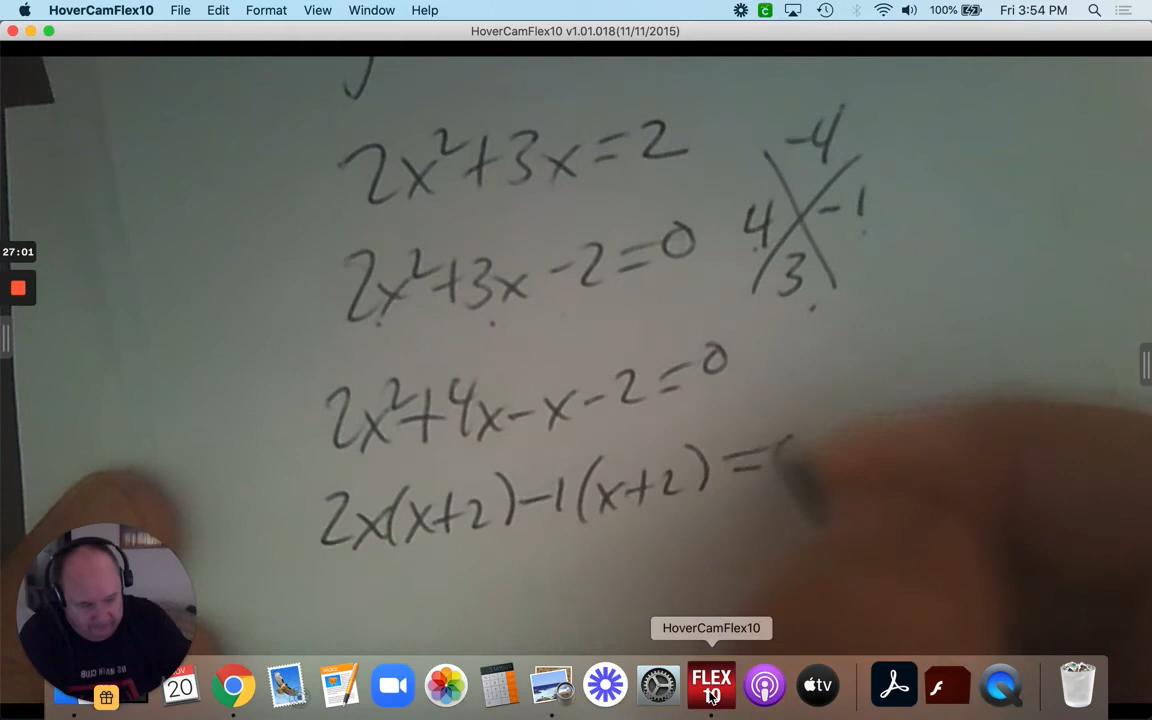 HoverCamFlex10 File Edit Format View Window Help 100% Fri 3:54 PM
HoverCamFlex10 v1.01.018(11/11/2015)
2x²+3x=2
-4
4 -1
3
2x²+3x-2=0
2x²+4x-x-2=0
2x(x+2)-1(x+2)=
27:01
HoverCamFlex10
NOV
20
FLEX
10
tv